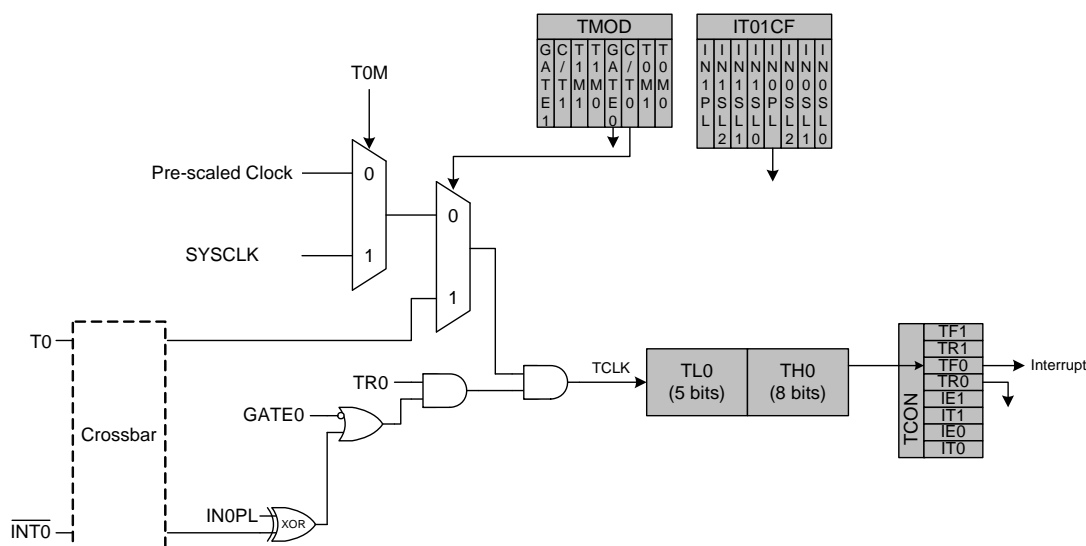 TMOD
GATE1
C/T1
T1M1
T1M0
GATE0
C/T0
T0M1
T0M0
IT01CF
IN1PL
IN1SL2
IN1SL1
IN1SL0
IN0PL
IN0SL2
IN0SL1
IN0SL0
T0M
Pre-scaled Clock
0
SYSCLK
1
0
1
T0
Crossbar
INT0
TR0
GATE0
IN0PL
XOR
TCLK
TL0
(5 bits)
TH0
(8 bits)
TCON
TF1
TR1
TF0
TR0
IE1
IT1
IE0
IT0
Interrupt